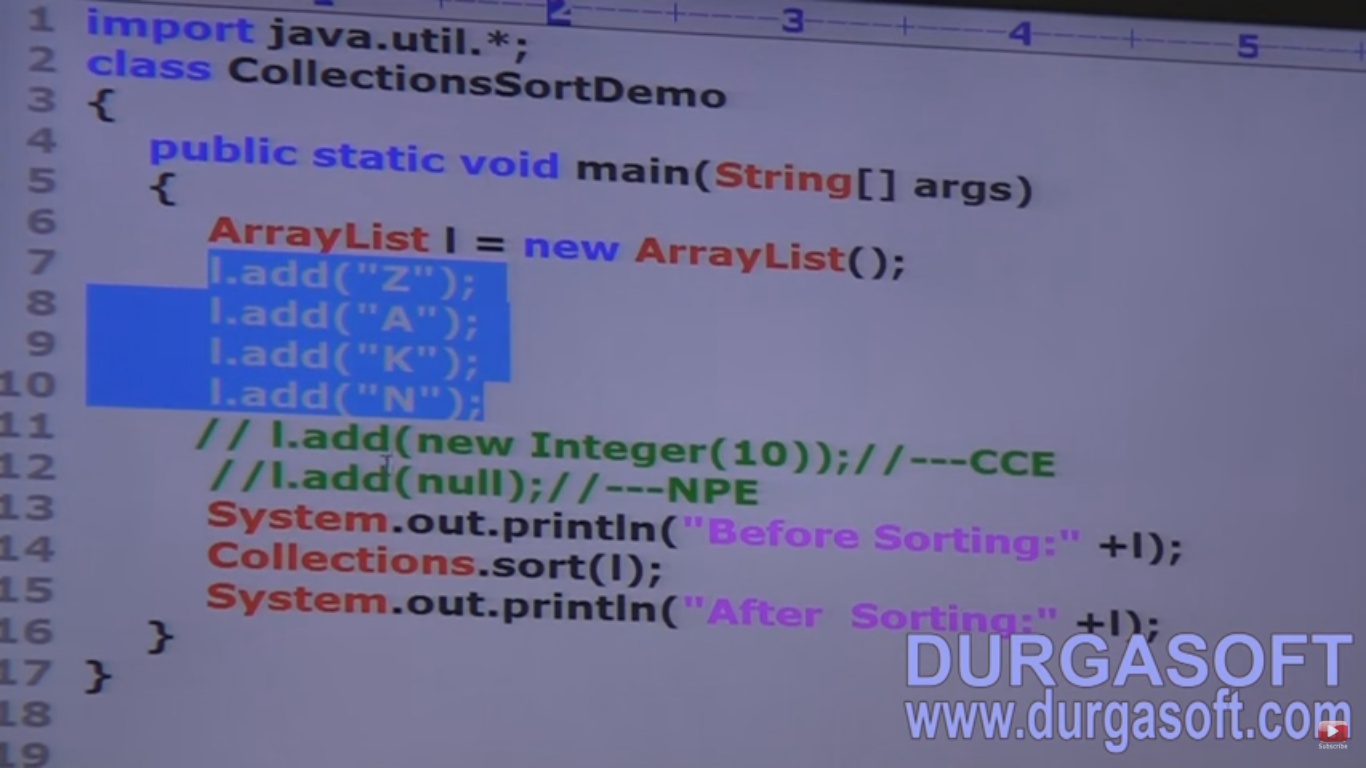 2 3 4 5
1 import java.util.*;
2 class CollectionsSortDemo
3 {
4 public static void main(String[] args)
5 {
6 ArrayList l = new ArrayList();
7 l.add("Z");
8 l.add("A");
9 l.add("K");
10 l.add("N");
11 // l.add(new Integer(10));//---CCE
12 //l.add(null);//---NPE
13 System.out.println("Before Sorting:" +l);
14 Collections.sort(l);
15 System.out.println("After Sorting:" +l);
16 }
17 }
18
19
DURGASOFT
www.durgasoft.com
Subscribe